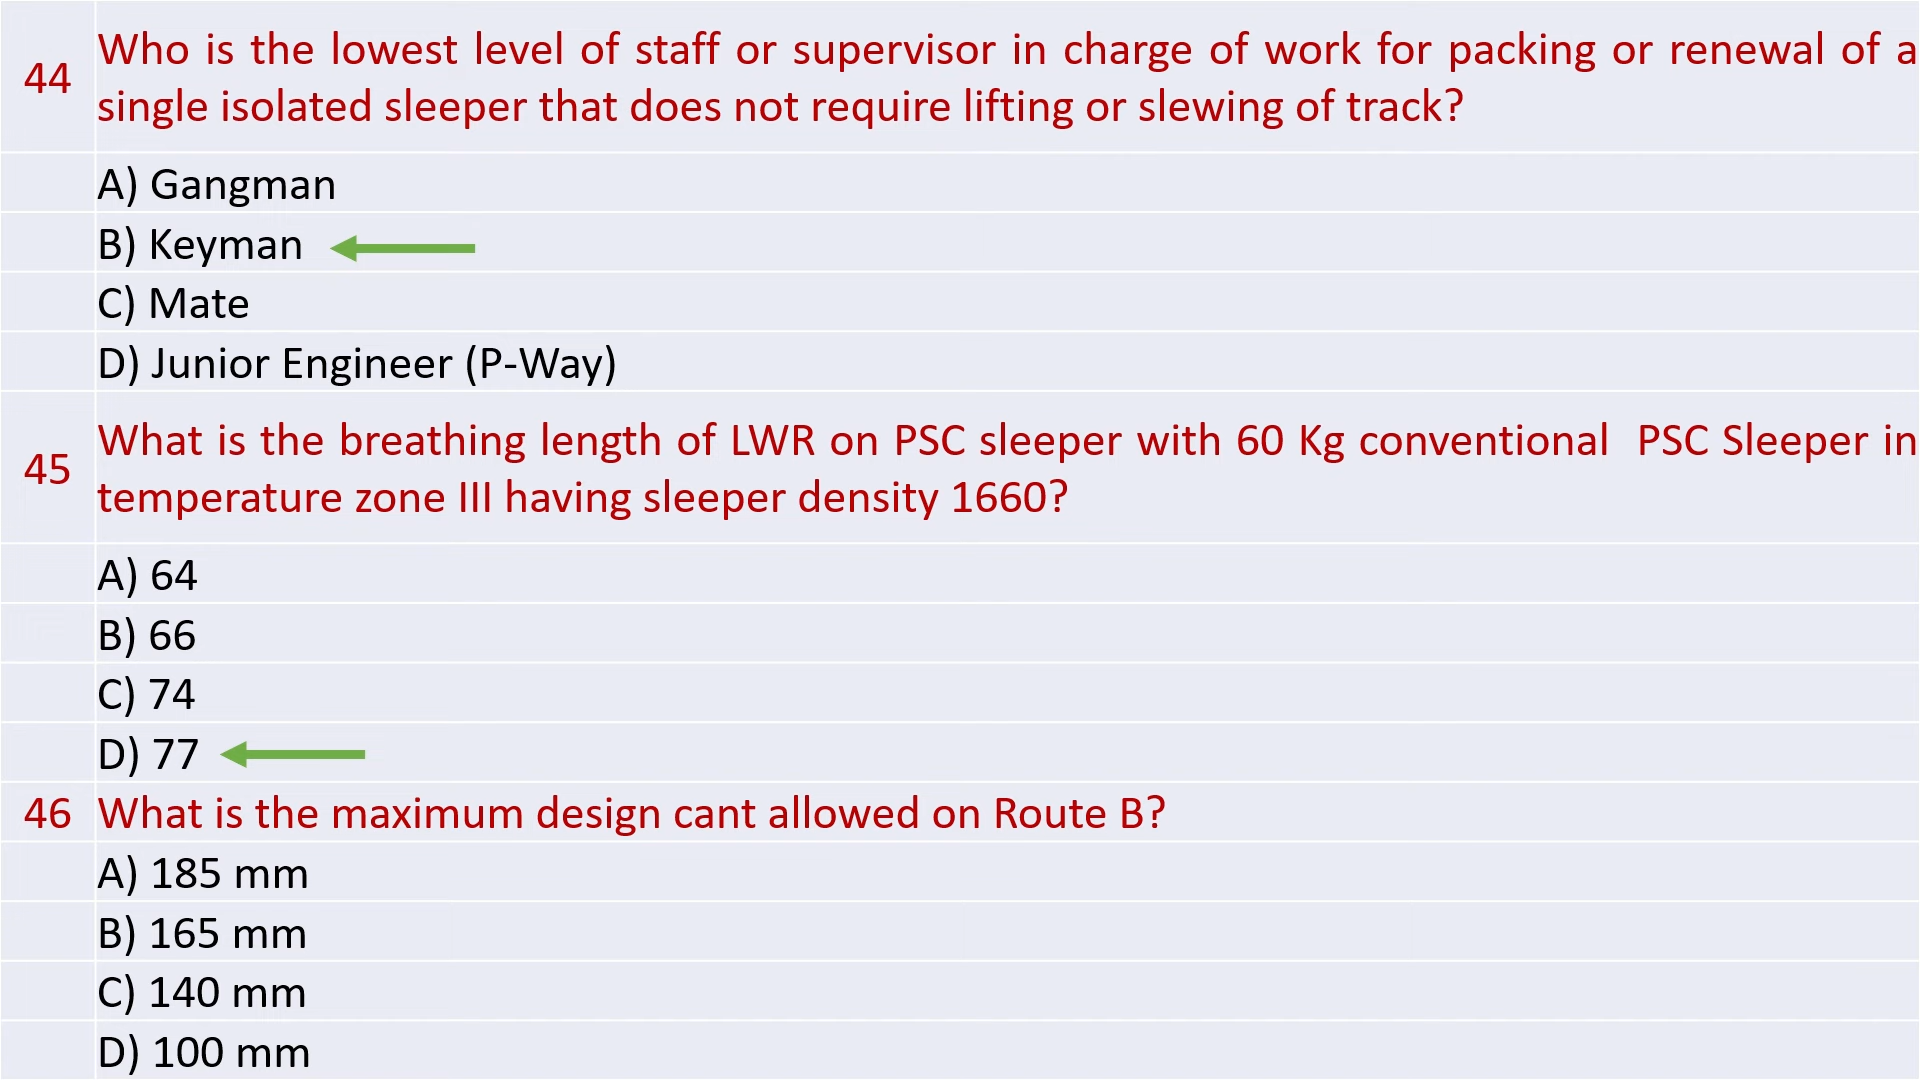 44
Who is the lowest level of staff or supervisor in charge of work for packing or renewal of a
single isolated sleeper that does not require lifting or slewing of track?
A) Gangman
B) Keyman
C) Mate
D) Junior Engineer (P-Way)
45
What is the breathing length of LWR on PSC sleeper with 60 Kg conventional PSC Sleeper in
temperature zone III having sleeper density 1660?
A) 64
B) 66
C) 74
D) 77
46 What is the maximum design cant allowed on Route B?
A) 185 mm
B) 165 mm
C) 140 mm
D) 100 mm